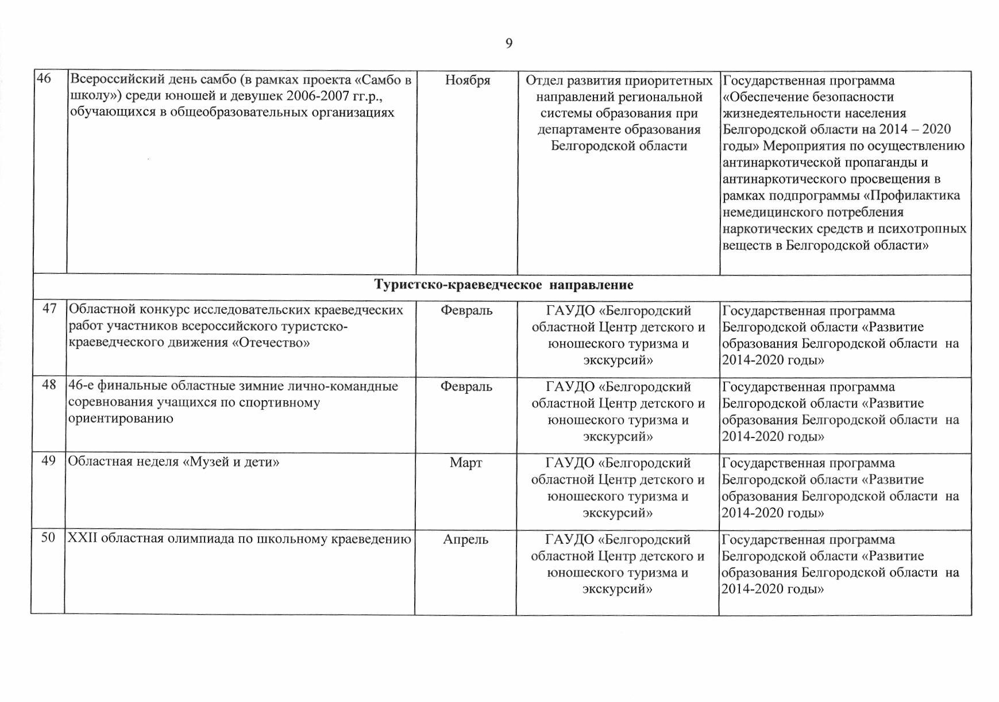 9
46
Всероссийский день самбо (в рамках проекта «Самбо в
школу») среди юношей и девушек 2006-2007 гг.р.,
обучающихся в общеобразовательных организациях
Ноября
Отдел развития приоритетных
направлений региональной
системы образования при
департаменте образования
Белгородской области
Государственная программа
«Обеспечение безопасности
жизнедеятельности населения
Белгородской области на 2014 – 2020
годы» Мероприятия по осуществлению
антинаркотической пропаганды и
антинаркотического просвещения в
рамках подпрограммы «Профилактика
немедицинского потребления
наркотических средств и психотропных
веществ в Белгородской области»
Туристско-краеведческое направление
47
Областной конкурс исследовательских краеведческих
работ участников всероссийского туристско-
краеведческого движения «Отечество»
Февраль
ГАУДО «Белгородский
областной Центр детского и
юношеского туризма и
экскурсий»
Государственная программа
Белгородской области «Развитие
образования Белгородской области на
2014-2020 годы»
48
46-е финальные областные зимние лично-командные
соревнования учащихся по спортивному
ориентированию
Февраль
ГАУДО «Белгородский
областной Центр детского и
юношеского туризма и
экскурсий»
Государственная программа
Белгородской области «Развитие
образования Белгородской области на
2014-2020 годы»
49
Областная неделя «Музей и дети»
Март
ГАУДО «Белгородский
областной Центр детского и
юношеского туризма и
экскурсий»
Государственная программа
Белгородской области «Развитие
образования Белгородской области на
2014-2020 годы»
50
XXII областная олимпиада по школьному краеведению
Апрель
ГАУДО «Белгородский
областной Центр детского и
юношеского туризма и
экскурсий»
Государственная программа
Белгородской области «Развитие
образования Белгородской области на
2014-2020 годы»